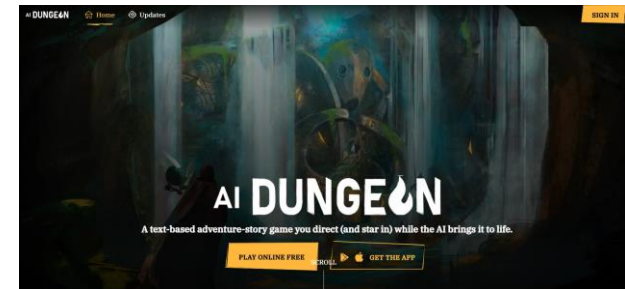 AI DUNGEON Home Updates SIGN IN
AI DUNGEON
A text-based adventure-story game you direct (and star in) while the AI brings it to life.
PLAY ONLINE FREE SCROLL GET THE APP